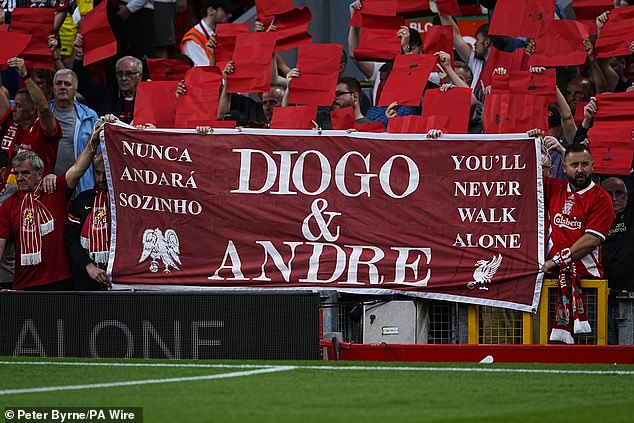 NUNCA
ANDARÁ
SOZINHO
DIOGO
&
ANDRE
YOU'LL
NEVER
WALK
ALONE
Carlsberg
ALONE
© Peter Byrne/PA Wire